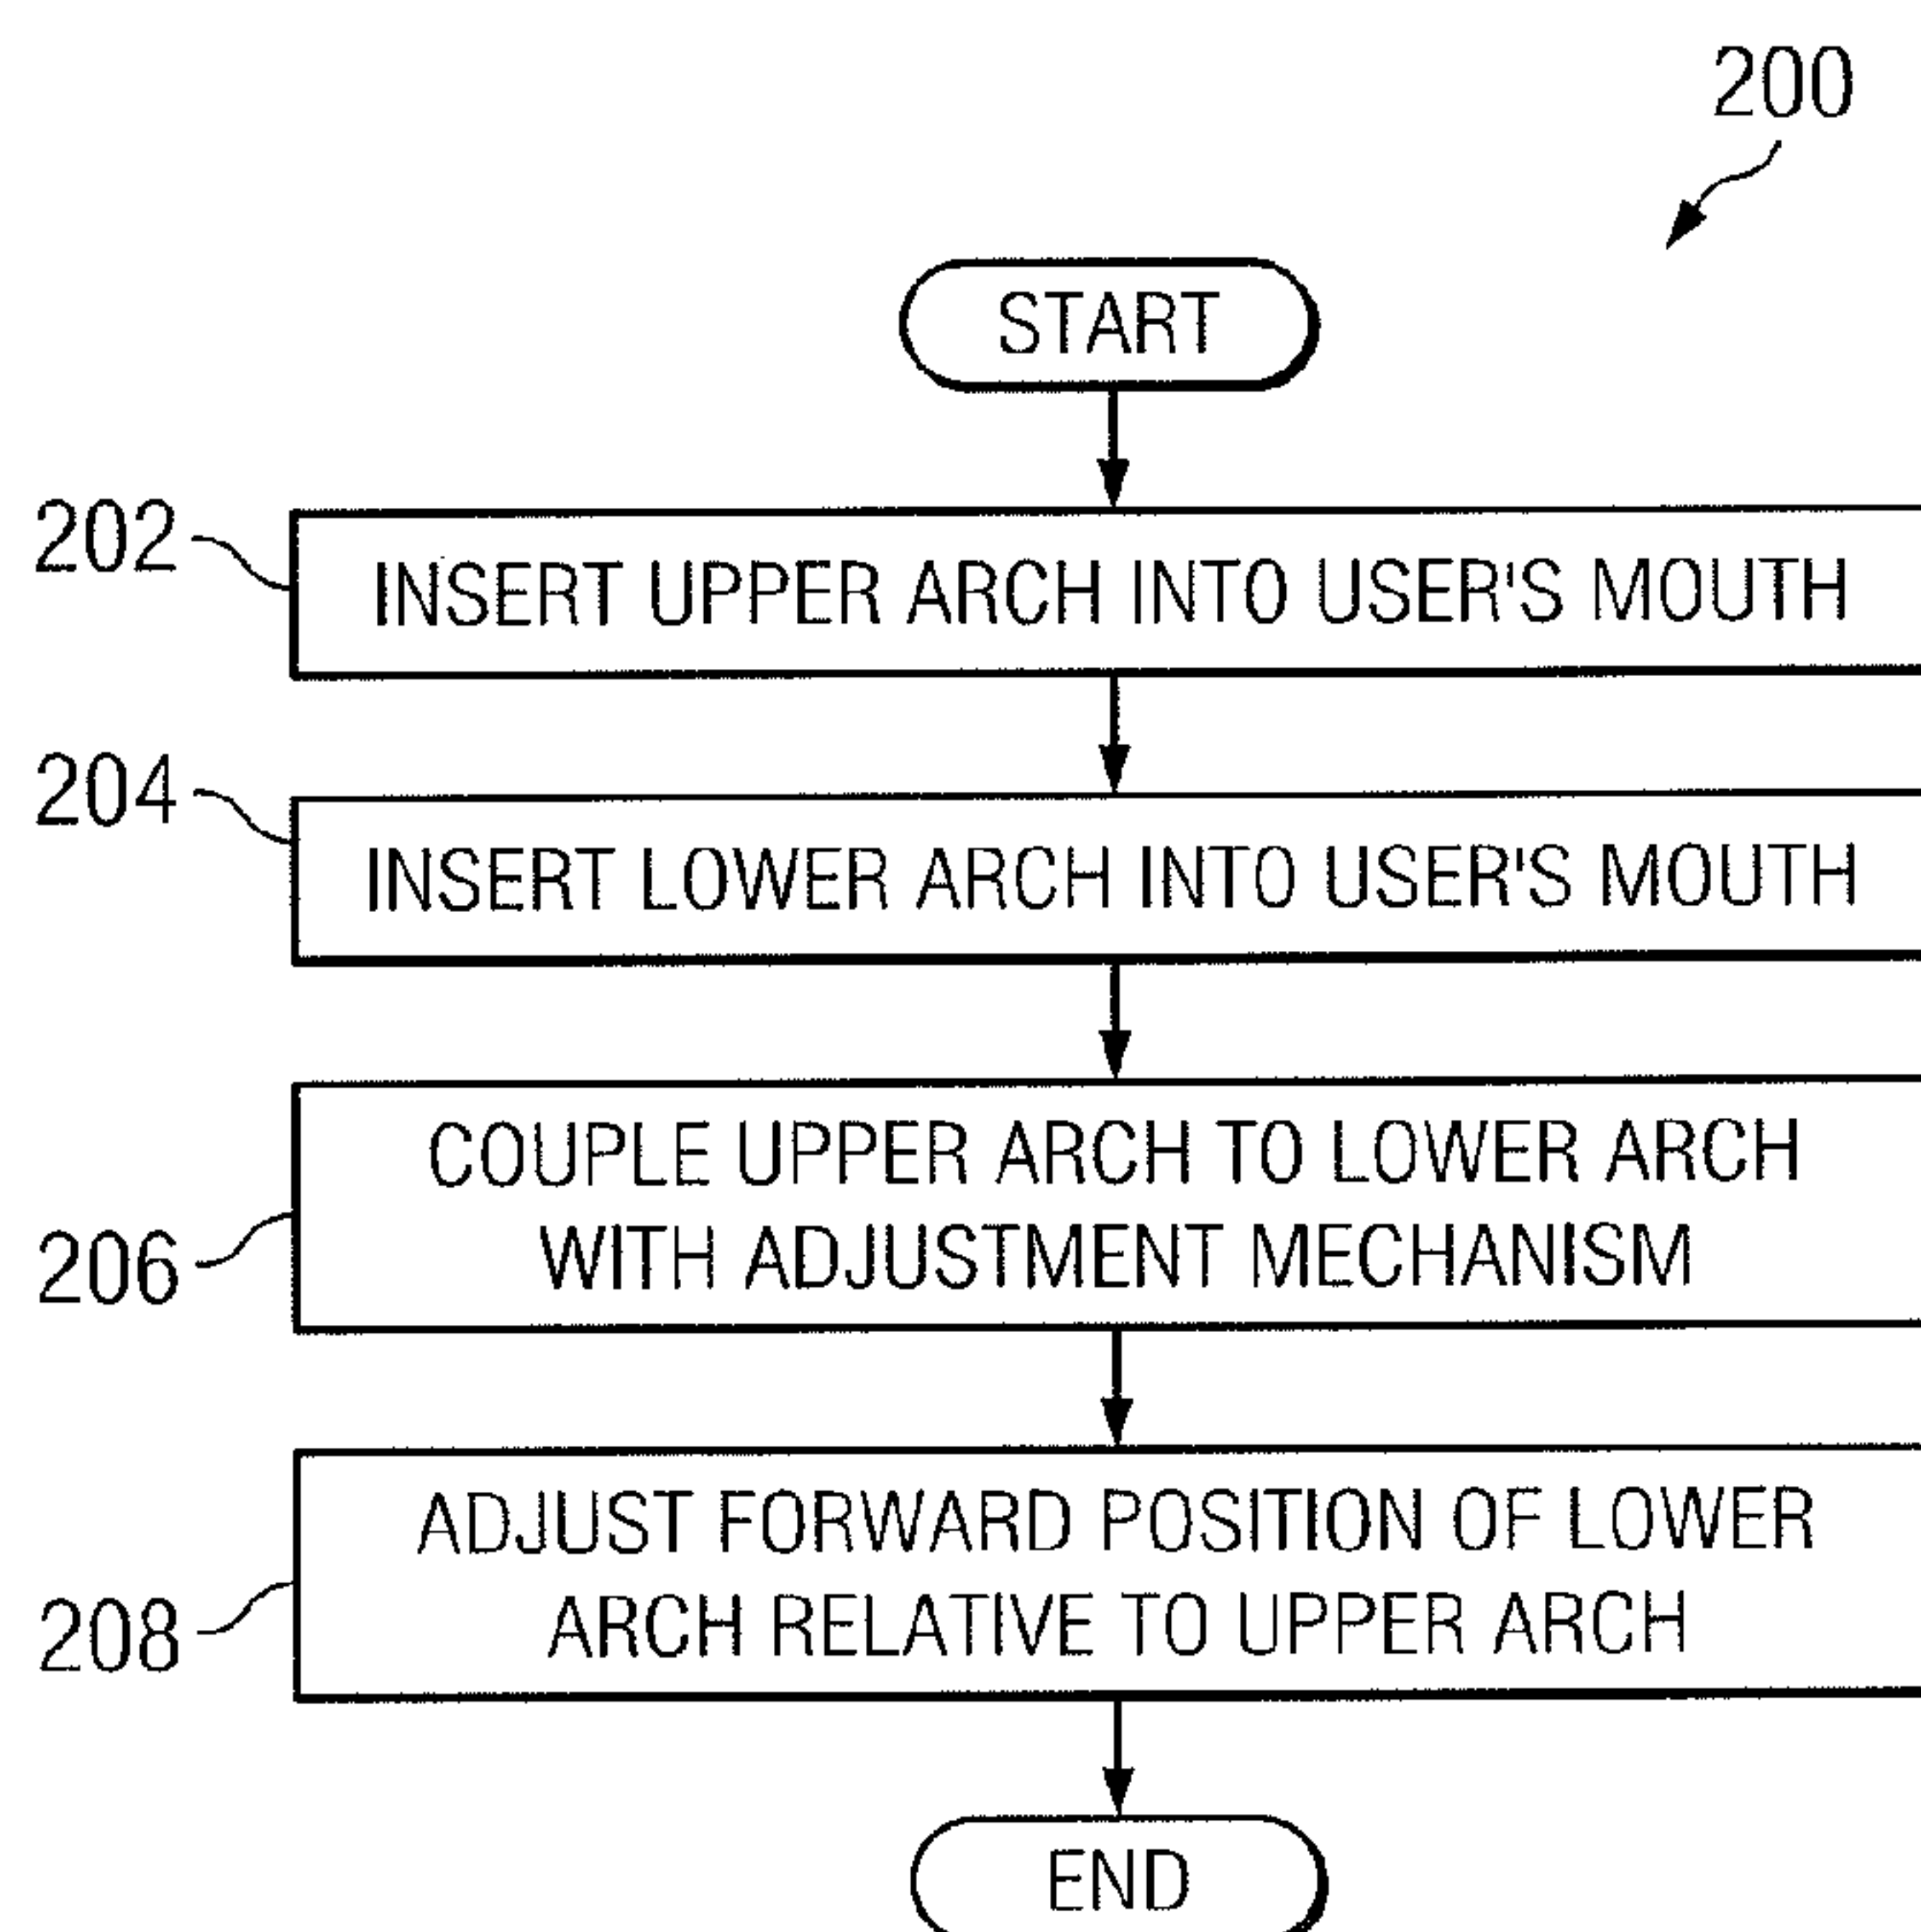 200
START
202
INSERT UPPER ARCH INTO USER'S MOUTH
204
INSERT LOWER ARCH INTO USER'S MOUTH
COUPLE UPPER ARCH TO LOWER ARCH
WITH ADJUSTMENT MECHANISM
206
ADJUST FORWARD POSITION OF LOWER
ARCH RELATIVE TO UPPER ARCH
208
END